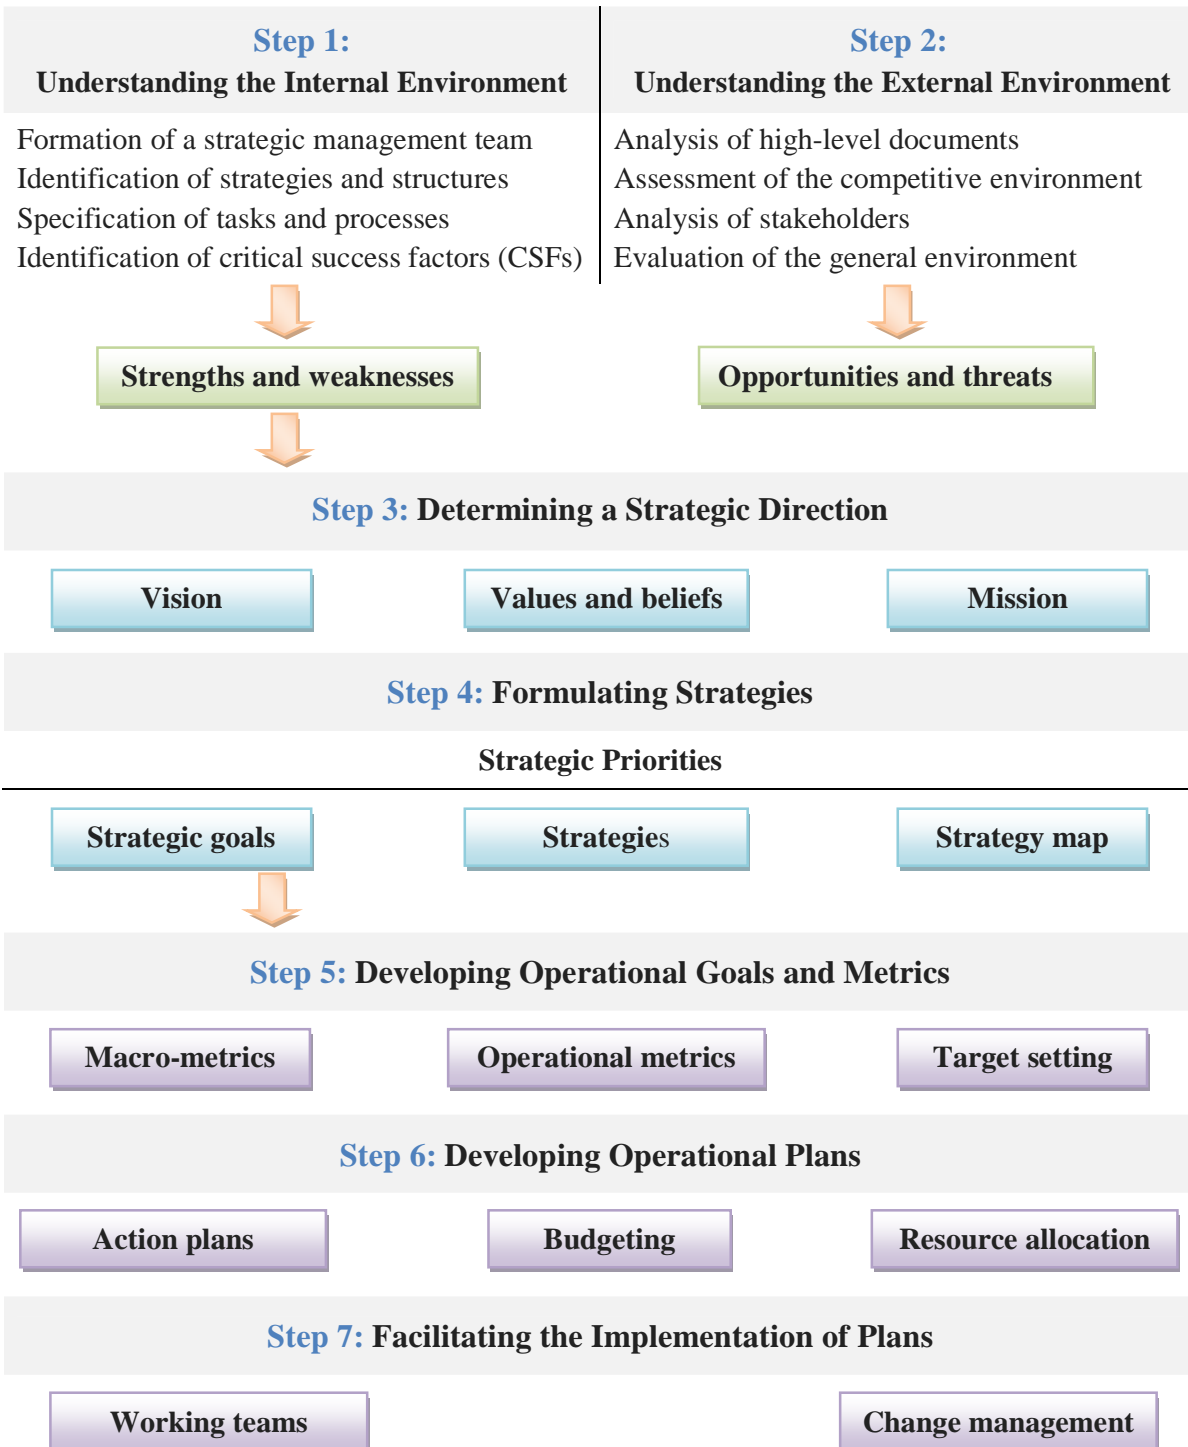 Step 1:
Understanding the Internal Environment
Formation of a strategic management team
Identification of strategies and structures
Specification of tasks and processes
Identification of critical success factors (CSFs)
Step 2:
Understanding the External Environment
Analysis of high-level documents
Assessment of the competitive environment
Analysis of stakeholders
Evaluation of the general environment
Strengths and weaknesses
Opportunities and threats
Step 3: Determining a Strategic Direction
Vision
Values and beliefs
Mission
Step 4: Formulating Strategies
Strategic Priorities
Strategic goals
Strategies
Strategy map
Step 5: Developing Operational Goals and Metrics
Macro-metrics
Operational metrics
Target setting
Step 6: Developing Operational Plans
Action plans
Budgeting
Resource allocation
Step 7: Facilitating the Implementation of Plans
Working teams
Change management